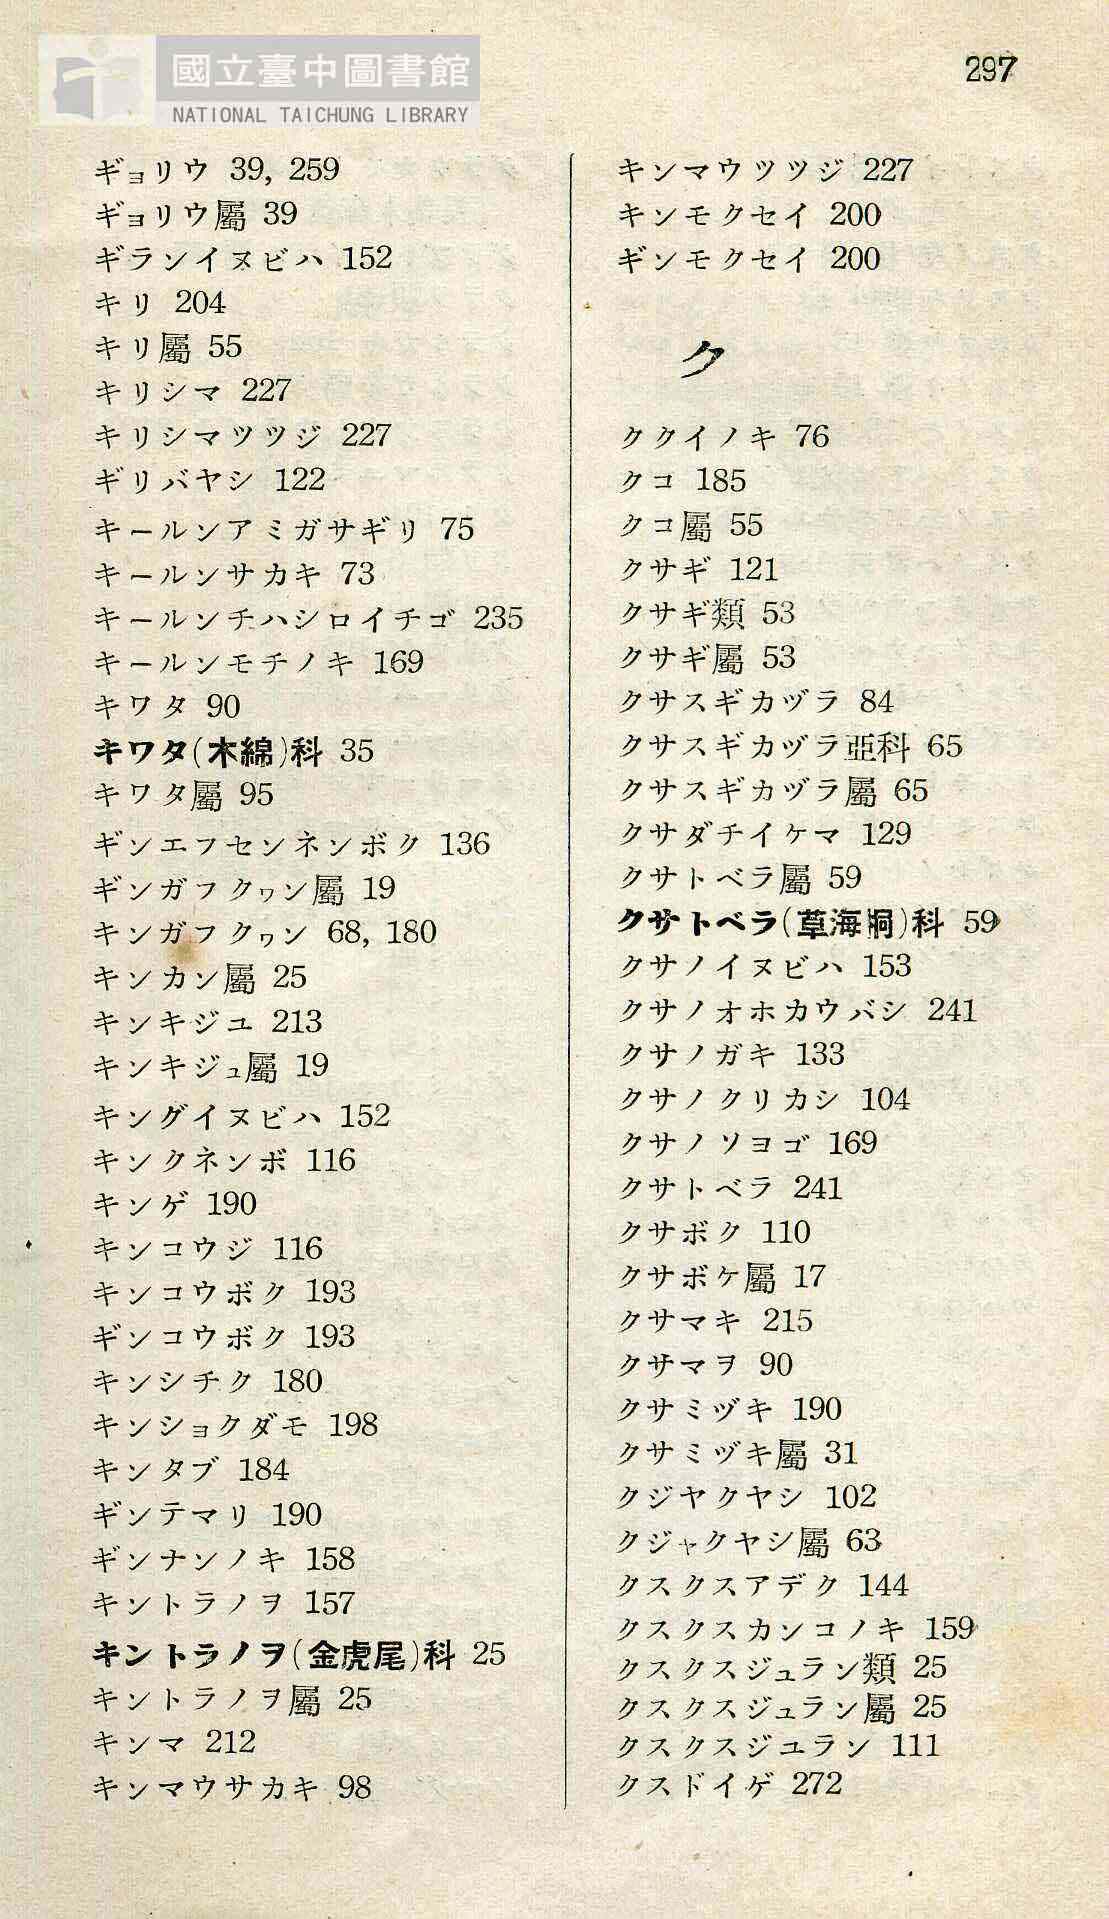 國立臺中圖書館
NATIONAL TAICHUNG LIBRARY
297
ギョリウ 39, 259
ギョリウ屬 39
ギランイヌビハ 152
キリ 204
キリ屬 55
キリシマ 227
キリシマツツジ 227
ギリバヤシ 122
キールンアミガサギリ 75
キールンサカキ 73
キールンチハシロイチゴ 235
キールンモチノキ 169
キワタ 90
キワタ(木綿)科 35
キワタ屬 95
ギンエフセンネンボク 136
ギンガフクヮン屬 19
キンガフクヮン 68, 180
キンカン屬 25
キンキジユ 213
キンキジュ屬 19
キングイヌビハ 152
キンクネンボ 116
キンゲ 190
キンコウジ 116
キンコウボク 193
ギンコウボク 193
キンシチク 180
キンショクダモ 198
キンタブ 184
ギンテマリ 190
ギンナンノキ 158
キントラノヲ 157
キントラノヲ(金虎尾)科 25
キントラノヲ屬 25
キンマ 212
キンマウサカキ 98
キンマウツツジ 227
キンモクセイ 200
ギンモクセイ 200
ク
ククイノキ 76
クコ 185
クコ屬 55
クサギ 121
クサギ類 53
クサギ屬 53
クサスギカヅラ 84
クサスギカヅラ亞科 65
クサスギカヅラ屬 65
クサダチイケマ 129
クサトベラ屬 59
クサトベラ(草海桐)科 59
クサノイヌビハ 153
クサノオホカウバシ 241
クサノガキ 133
クサノクリカシ 104
クサノソヨゴ 169
クサトベラ 241
クサボク 110
クサボケ屬 17
クサマキ 215
クサマヲ 90
クサミヅキ 190
クサミヅキ屬 31
クジヤクヤシ 102
クジャクヤシ屬 63
クスクスアデク 144
クスクスカンコノキ 159
クスクスジュラン類 25
クスクスジュラン屬 25
クスクスジユラン 111
クスドイゲ 272